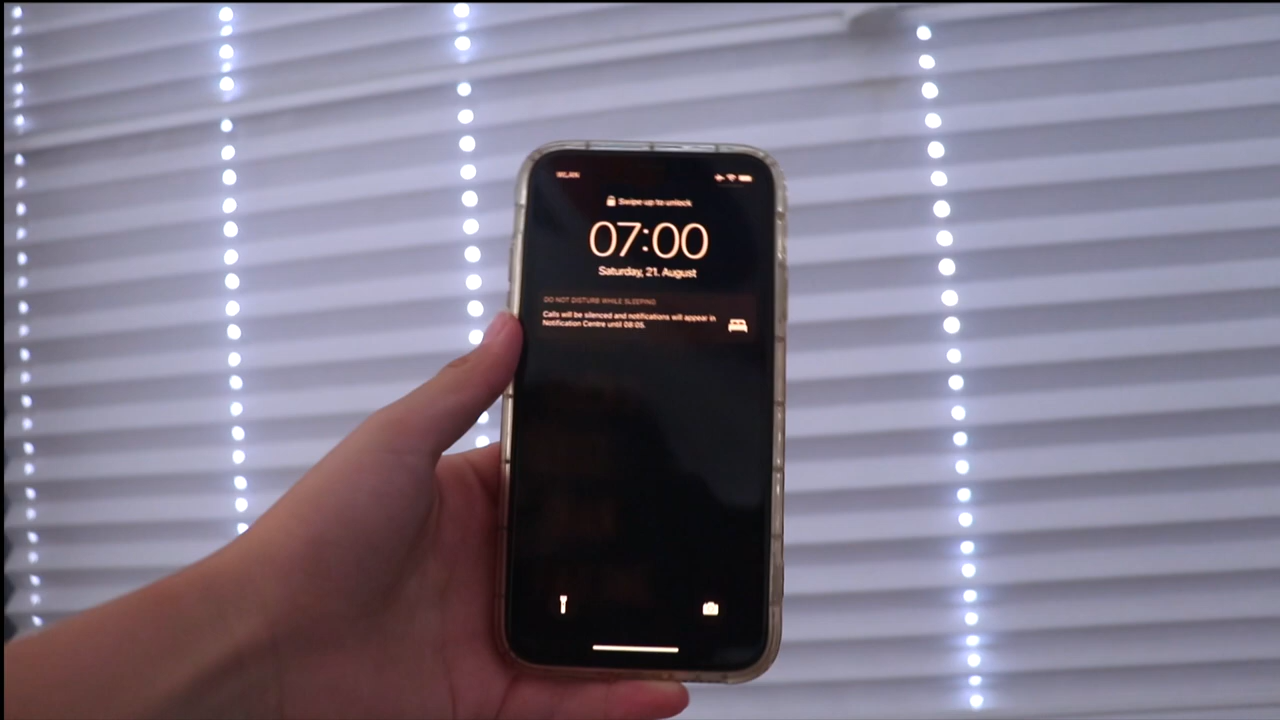 WLAN
Swipe up to unlock
07:00
Saturday, 21. August
DO NOT DISTURB WHILE SLEEPING
Calls will be silenced and notifications will appear in
Notification Centre until 08:05.